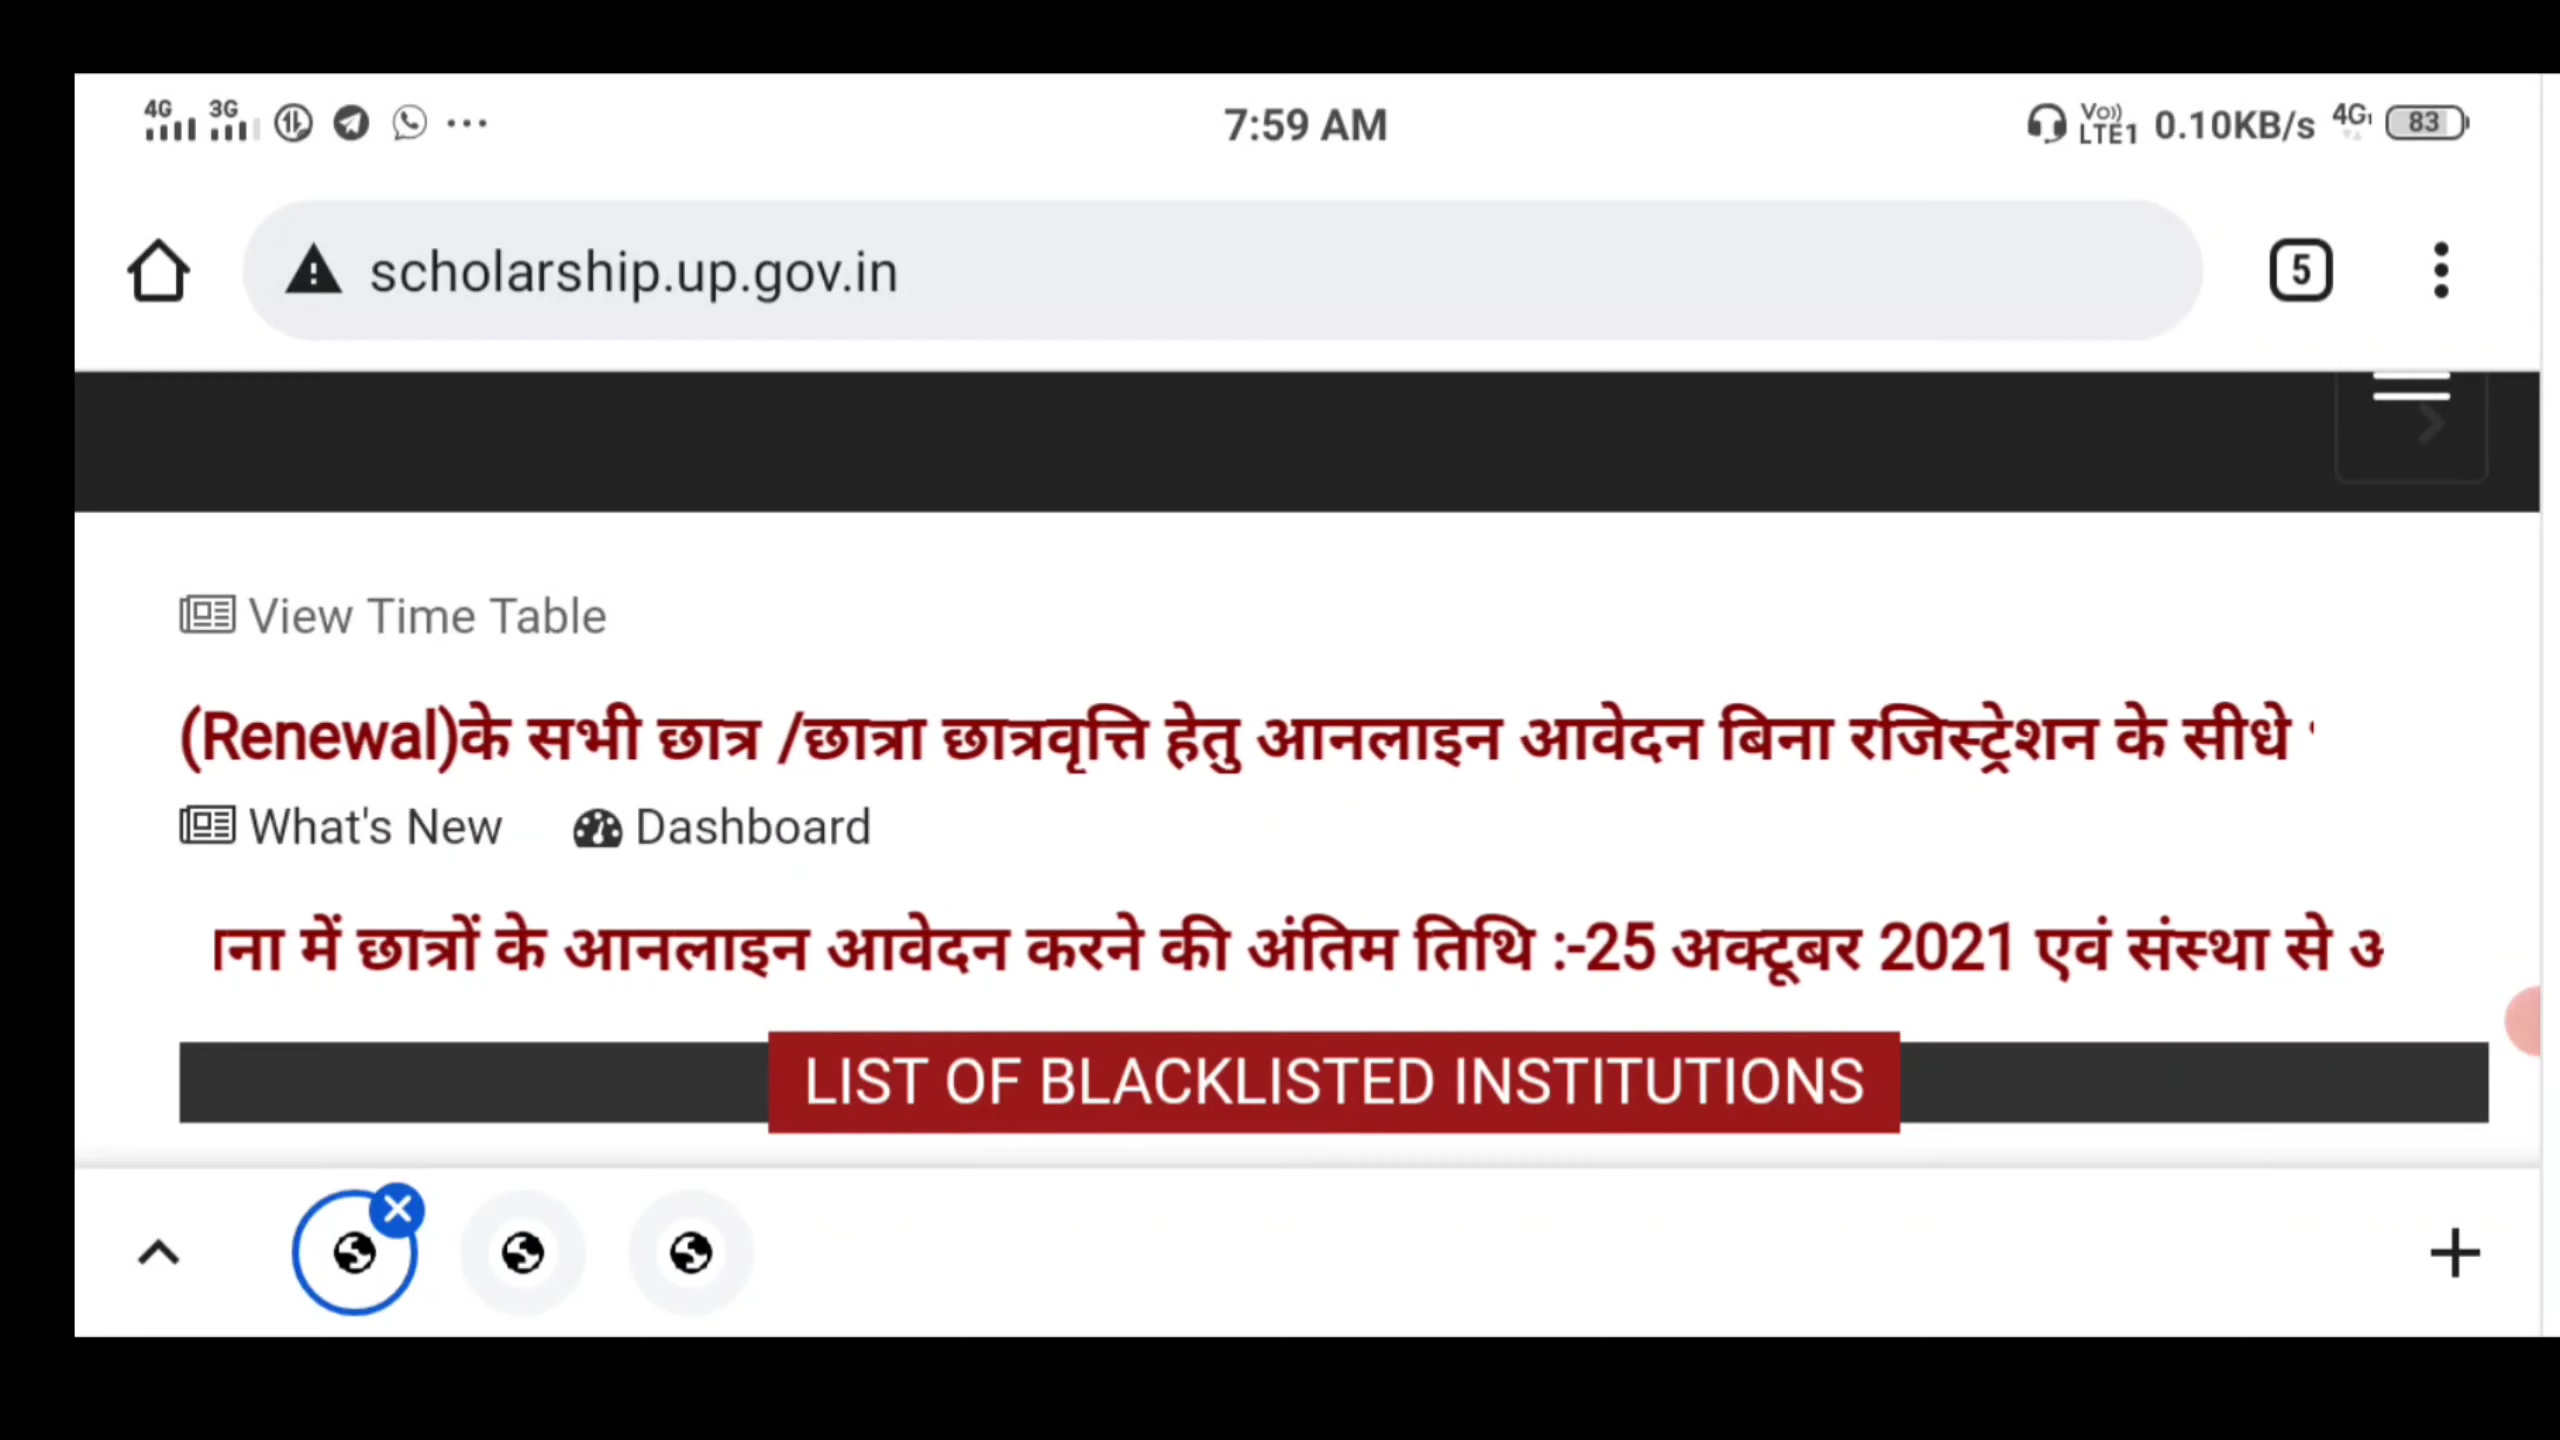 4G 3G 7:59 AM Vo)) LTE1 0.10KB/s 4G 83
scholarship.up.gov.in 5
View Time Table
(Renewal)के सभी छात्र /छात्रा छात्रवृत्ति हेतु आनलाइन आवेदन बिना रजिस्ट्रेशन के सीधे
What's New Dashboard
में छात्रों के आनलाइन आवेदन करने की अंतिम तिथि :-25 अक्टूबर 2021 एवं संस्था से
LIST OF BLACKLISTED INSTITUTIONS